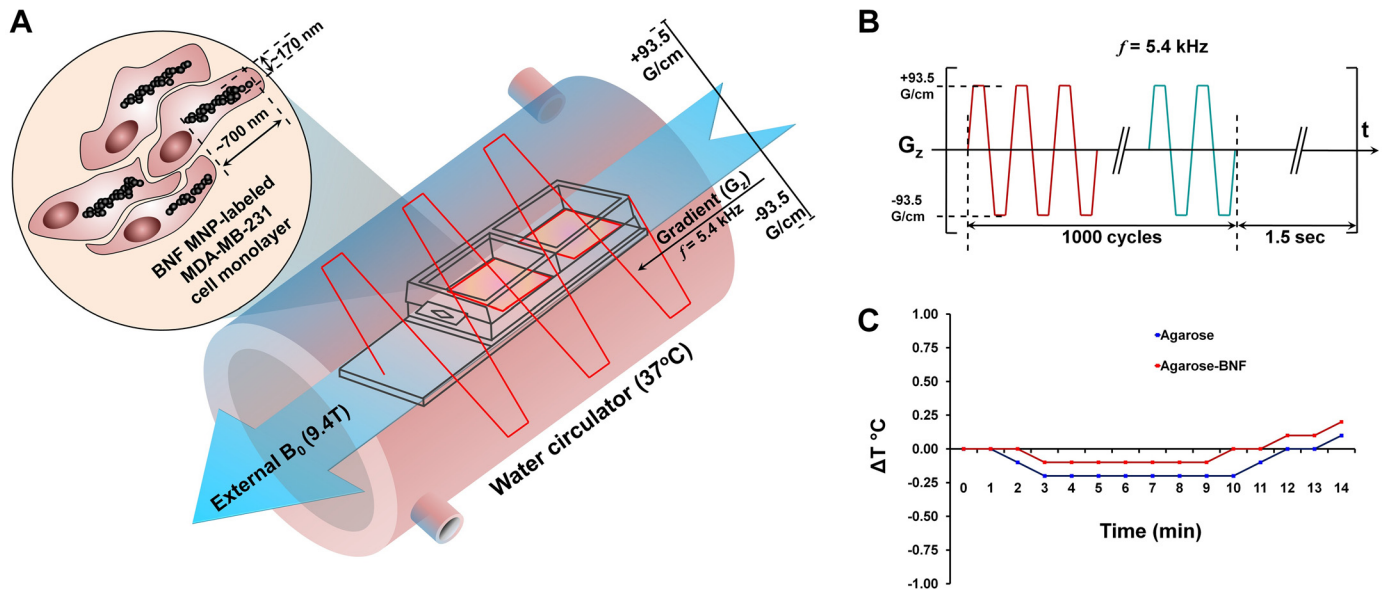 A
~170 nm
~700 nm
BNF MNP-labeled
MDA-MB-231
cell monolayer
+93.5
G/cm
Gradient (Gz)
f = 5.4 kHz
-93.5
G/cm
External B0 (9.4T)
Water circulator (37°C)
B
f = 5.4 kHz
+93.5
G/cm
Gz
t
-93.5
G/cm
1000 cycles
1.5 sec
C
1.00
0.75
0.50
0.25
0.00
-0.25
-0.50
-0.75
-1.00
ΔT °C
Agarose
Agarose-BNF
0 1 2 3 4 5 6 7 8 9 10 11 12 13 14
Time (min)